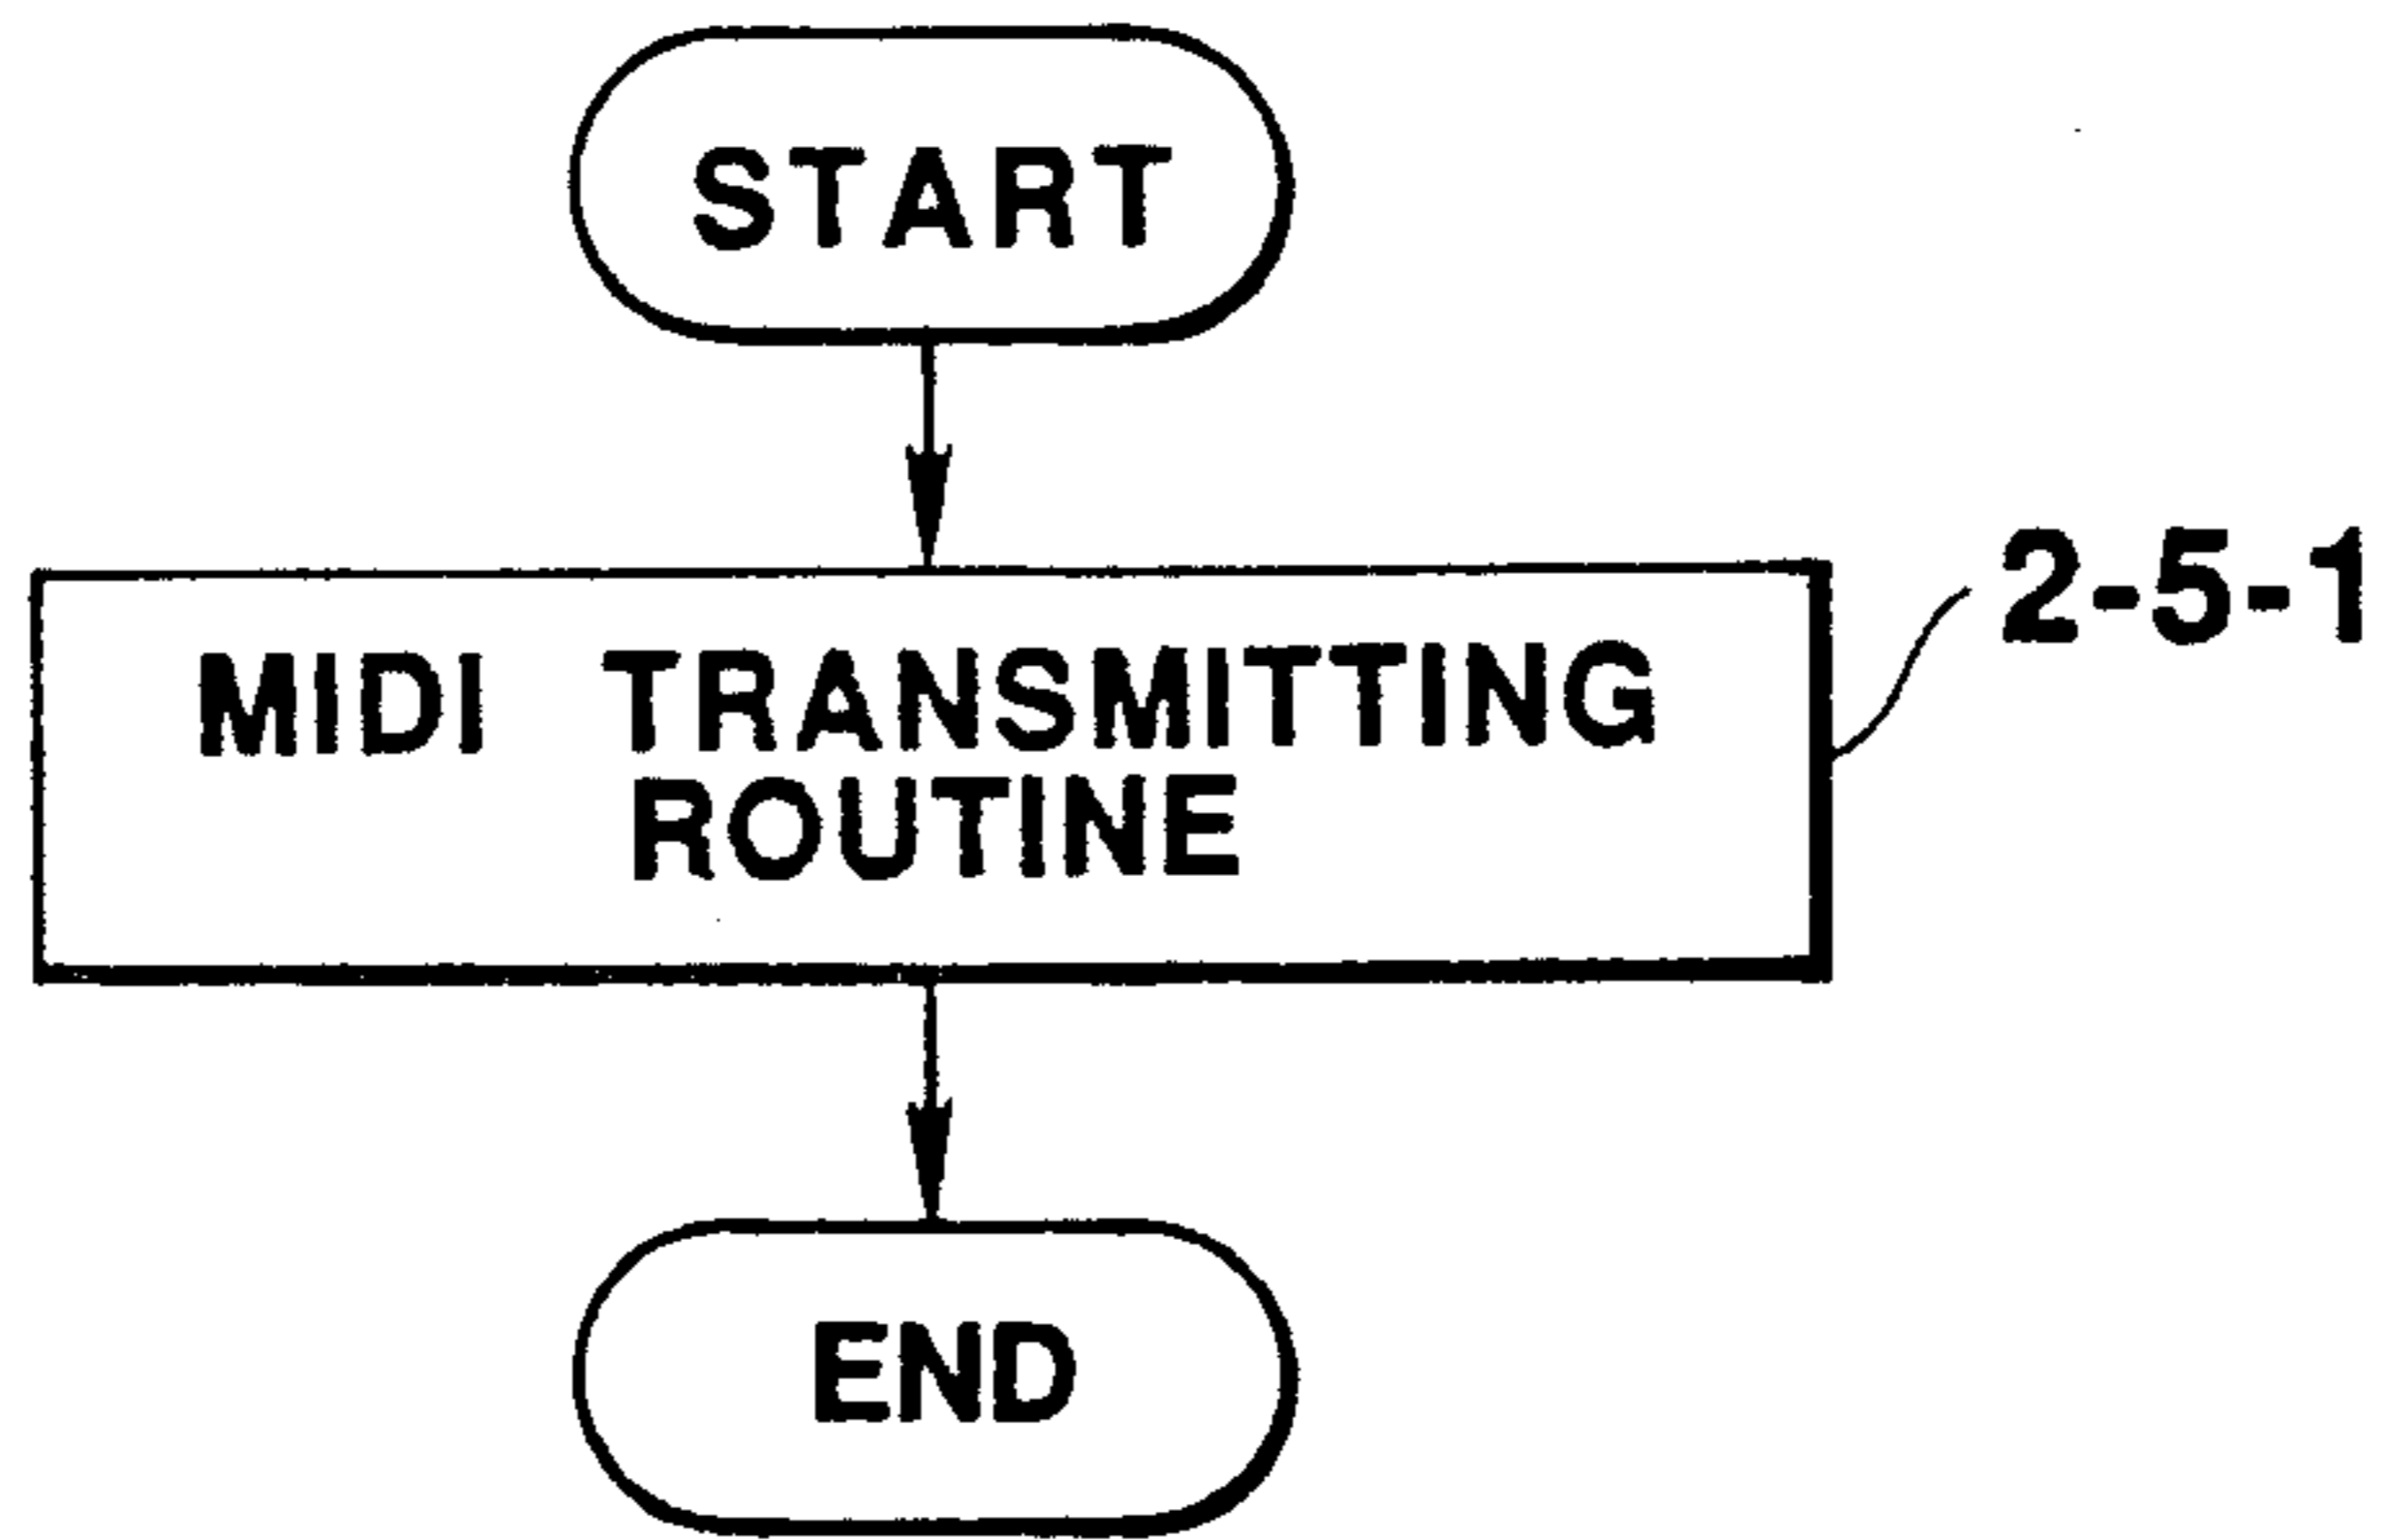 START
MIDI TRANSMITTING
ROUTINE
2-5-1
END